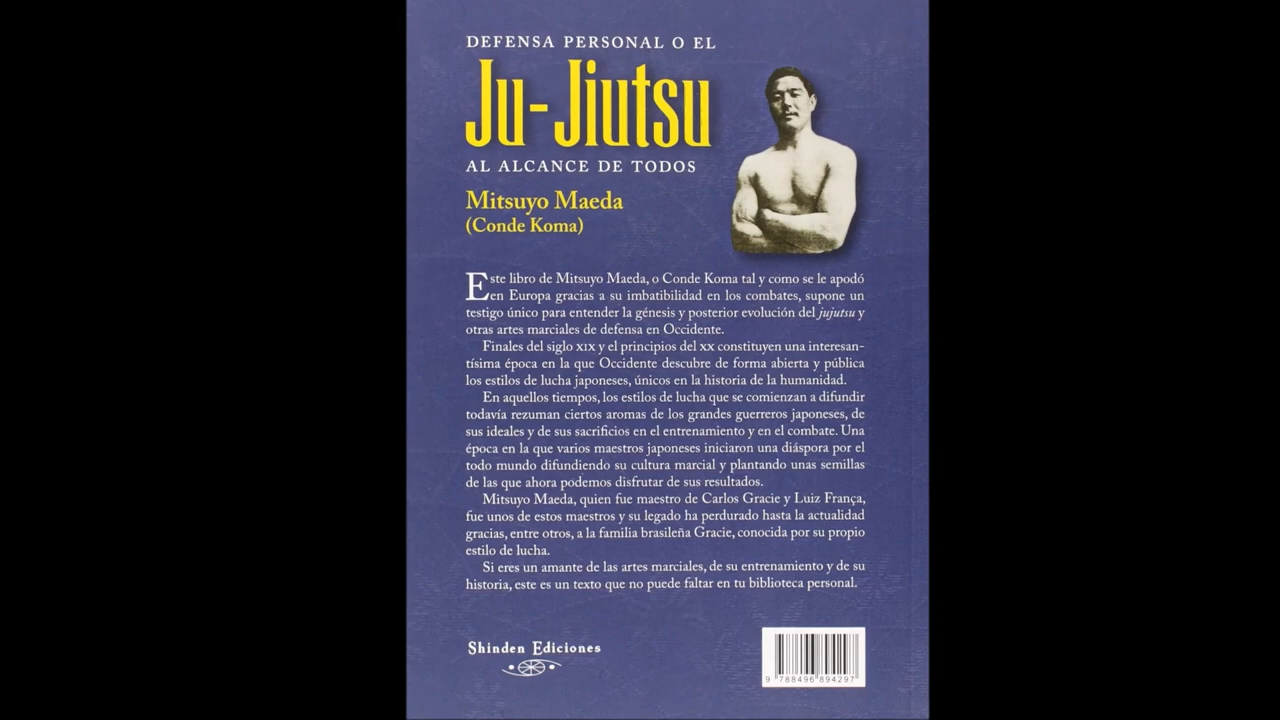 DEFENSA PERSONAL O EL
Ju-Jiutsu
AL ALCANCE DE TODOS
Mitsuyo Maeda
(Conde Koma)
Este libro de Mitsuyo Maeda, o Conde Koma tal y como se le apodó
en Europa gracias a su imbatibilidad en los combates, supone un
testigo único para entender la génesis y posterior evolución del jujutsu y
otras artes marciales de defensa en Occidente.
Finales del siglo XIX y el principios del XX constituyen una interesan-
tísima época en la que Occidente descubre de forma abierta y pública
los estilos de lucha japoneses, únicos en la historia de la humanidad.
En aquellos tiempos, los estilos de lucha que se comienzan a difundir
todavía rezuman ciertos aromas de los grandes guerreros japoneses, de
sus ideales y de sus sacrificios en el entrenamiento y en el combate. Una
época en la que varios maestros japoneses iniciaron una diáspora por el
todo mundo difundiendo su cultura marcial y plantando unas semillas
de las que ahora podemos disfrutar de sus resultados.
Mitsuyo Maeda, quien fue maestro de Carlos Gracie y Luiz França,
fue unos de estos maestros y su legado ha perdurado hasta la actualidad
gracias, entre otros, a la familia brasileña Gracie, conocida por su propio
estilo de lucha.
Si eres un amante de las artes marciales, de su entrenamiento y de su
historia, este es un texto que no puede faltar en tu biblioteca personal.
Shinden Ediciones
9 788496 894297